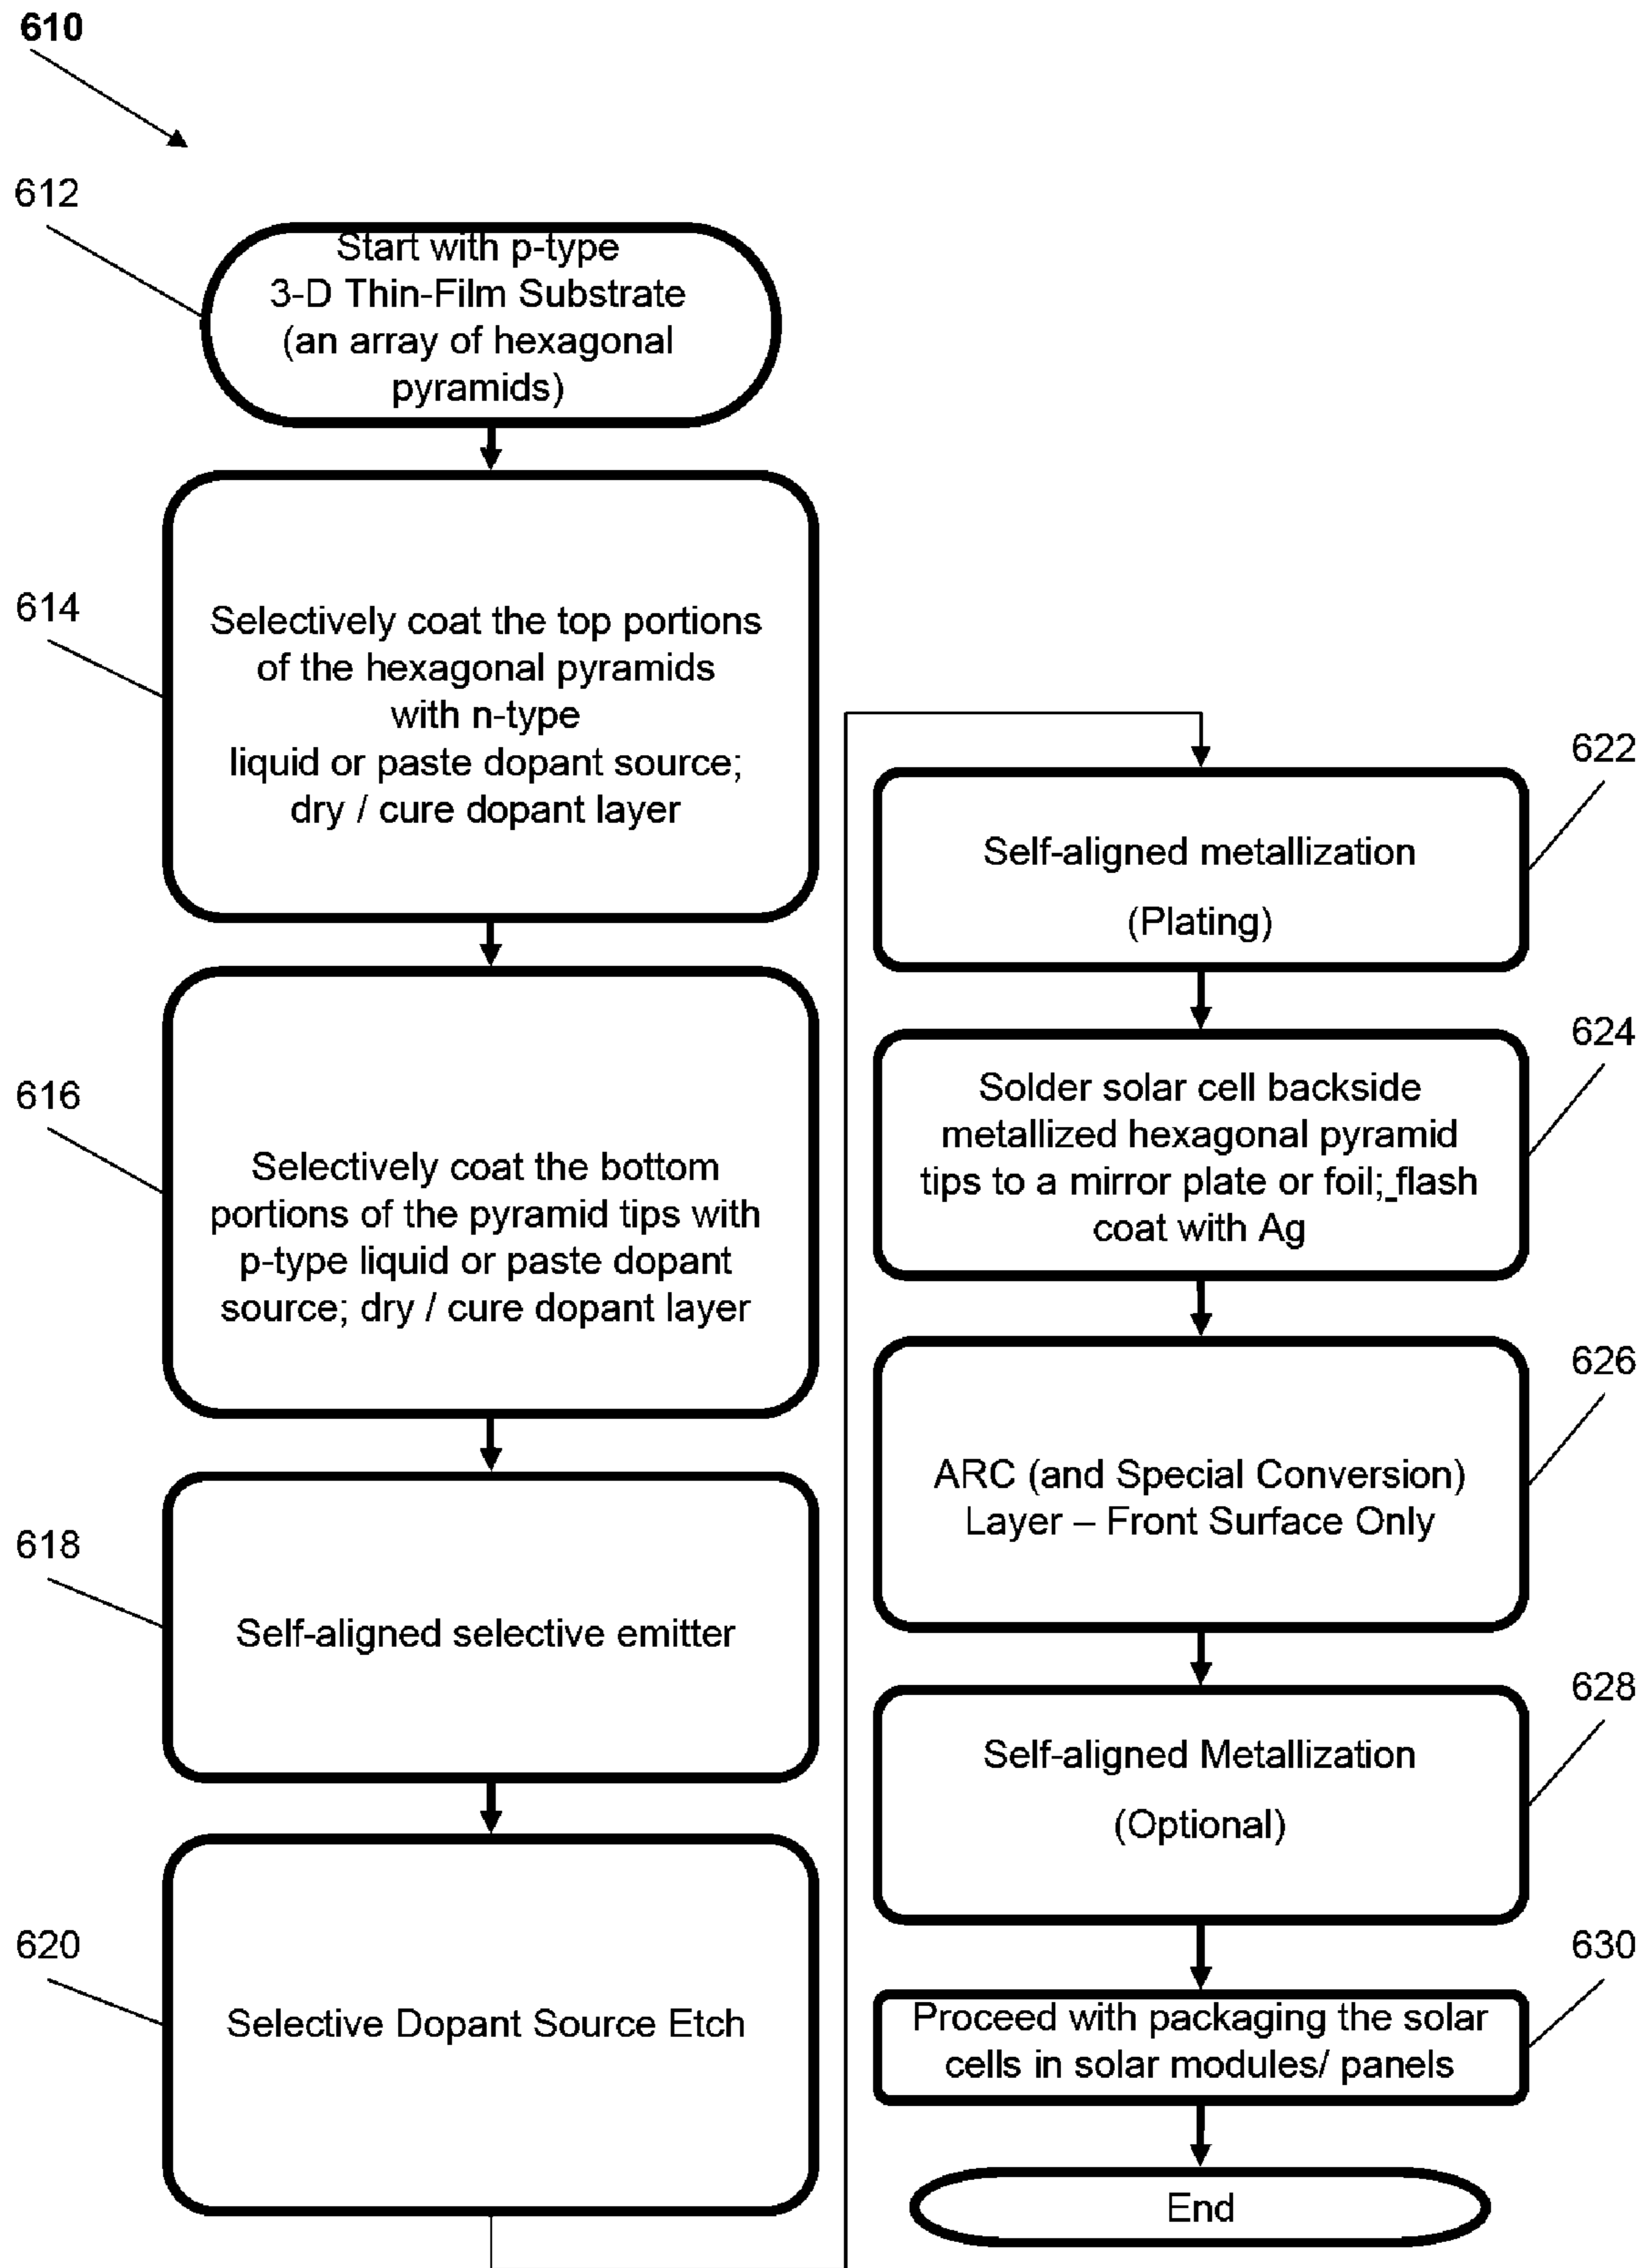 610
612
Start with p-type
3-D Thin-Film Substrate
(an array of hexagonal
pyramids)
614
Selectively coat the top portions
of the hexagonal pyramids
with n-type
liquid or paste dopant source;
dry / cure dopant layer
616
Selectively coat the bottom
portions of the pyramid tips with
p-type liquid or paste dopant
source; dry / cure dopant layer
618
Self-aligned selective emitter
620
Selective Dopant Source Etch
622
Self-aligned metallization
(Plating)
624
Solder solar cell backside
metallized hexagonal pyramid
tips to a mirror plate or foil;_flash
coat with Ag
626
ARC (and Special Conversion)
Layer – Front Surface Only
628
Self-aligned Metallization
(Optional)
630
Proceed with packaging the solar
cells in solar modules/ panels
End